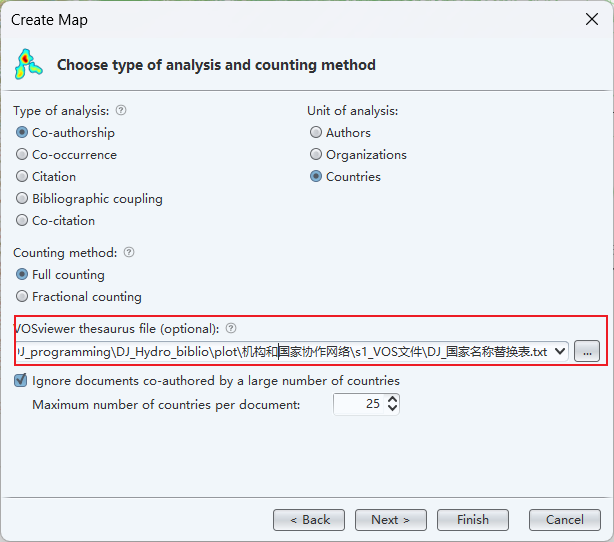 Create Map
Choose type of analysis and counting method
Type of analysis:
Unit of analysis:
Co-authorship
Authors
Co-occurrence
Organizations
Citation
Countries
Bibliographic coupling
Co-citation
Counting method:
Full counting
Fractional counting
VOSviewer thesaurus file (optional):
J_programming\DJ_Hydro_biblio\plot\机构和国家协作网络\s1_VOS文件\DJ_国家名称替换表.txt
...
Ignore documents co-authored by a large number of countries
Maximum number of countries per document:
25
< Back
Next >
Finish
Cancel